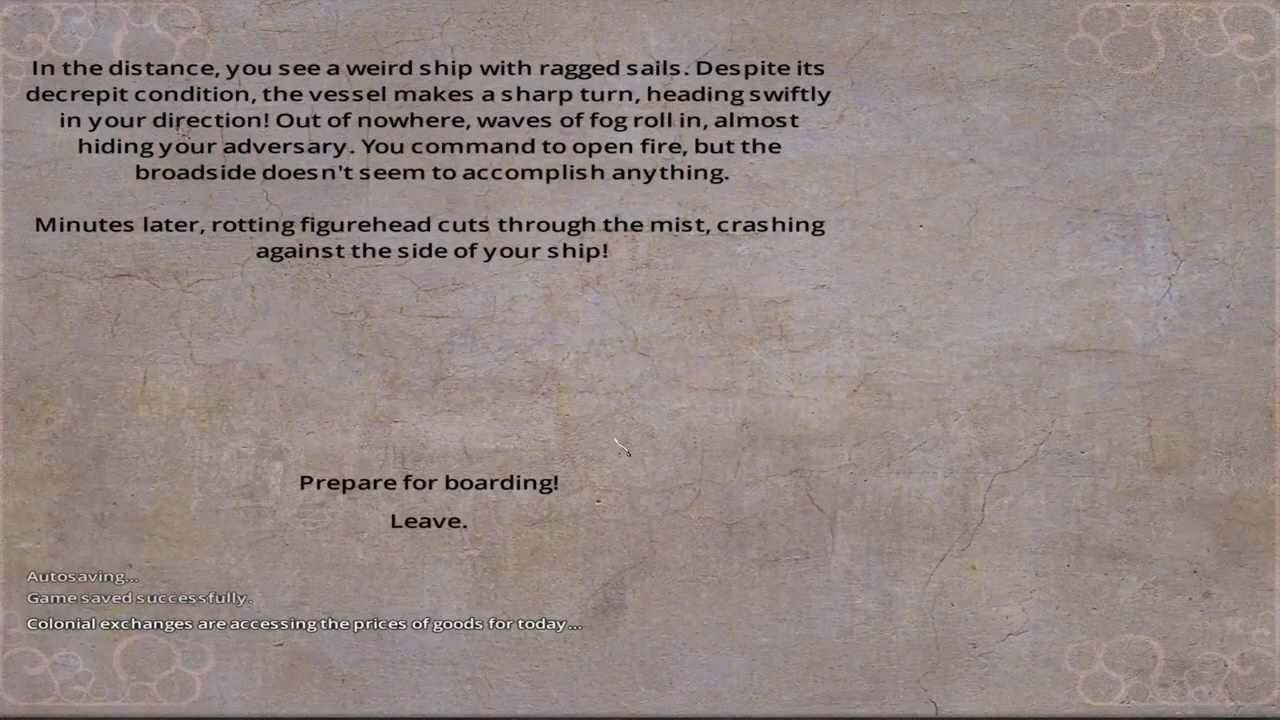 In the distance, you see a weird ship with ragged sails. Despite its
decrepit condition, the vessel makes a sharp turn, heading swiftly
in your direction! Out of nowhere, waves of fog roll in, almost
hiding your adversary. You command to open fire, but the
broadside doesn't seem to accomplish anything.
Minutes later, rotting figurehead cuts through the mist, crashing
against the side of your ship!
Prepare for boarding!
Leave.
Autosaving...
Game saved successfully.
Colonial exchanges are accessing the prices of goods for today...